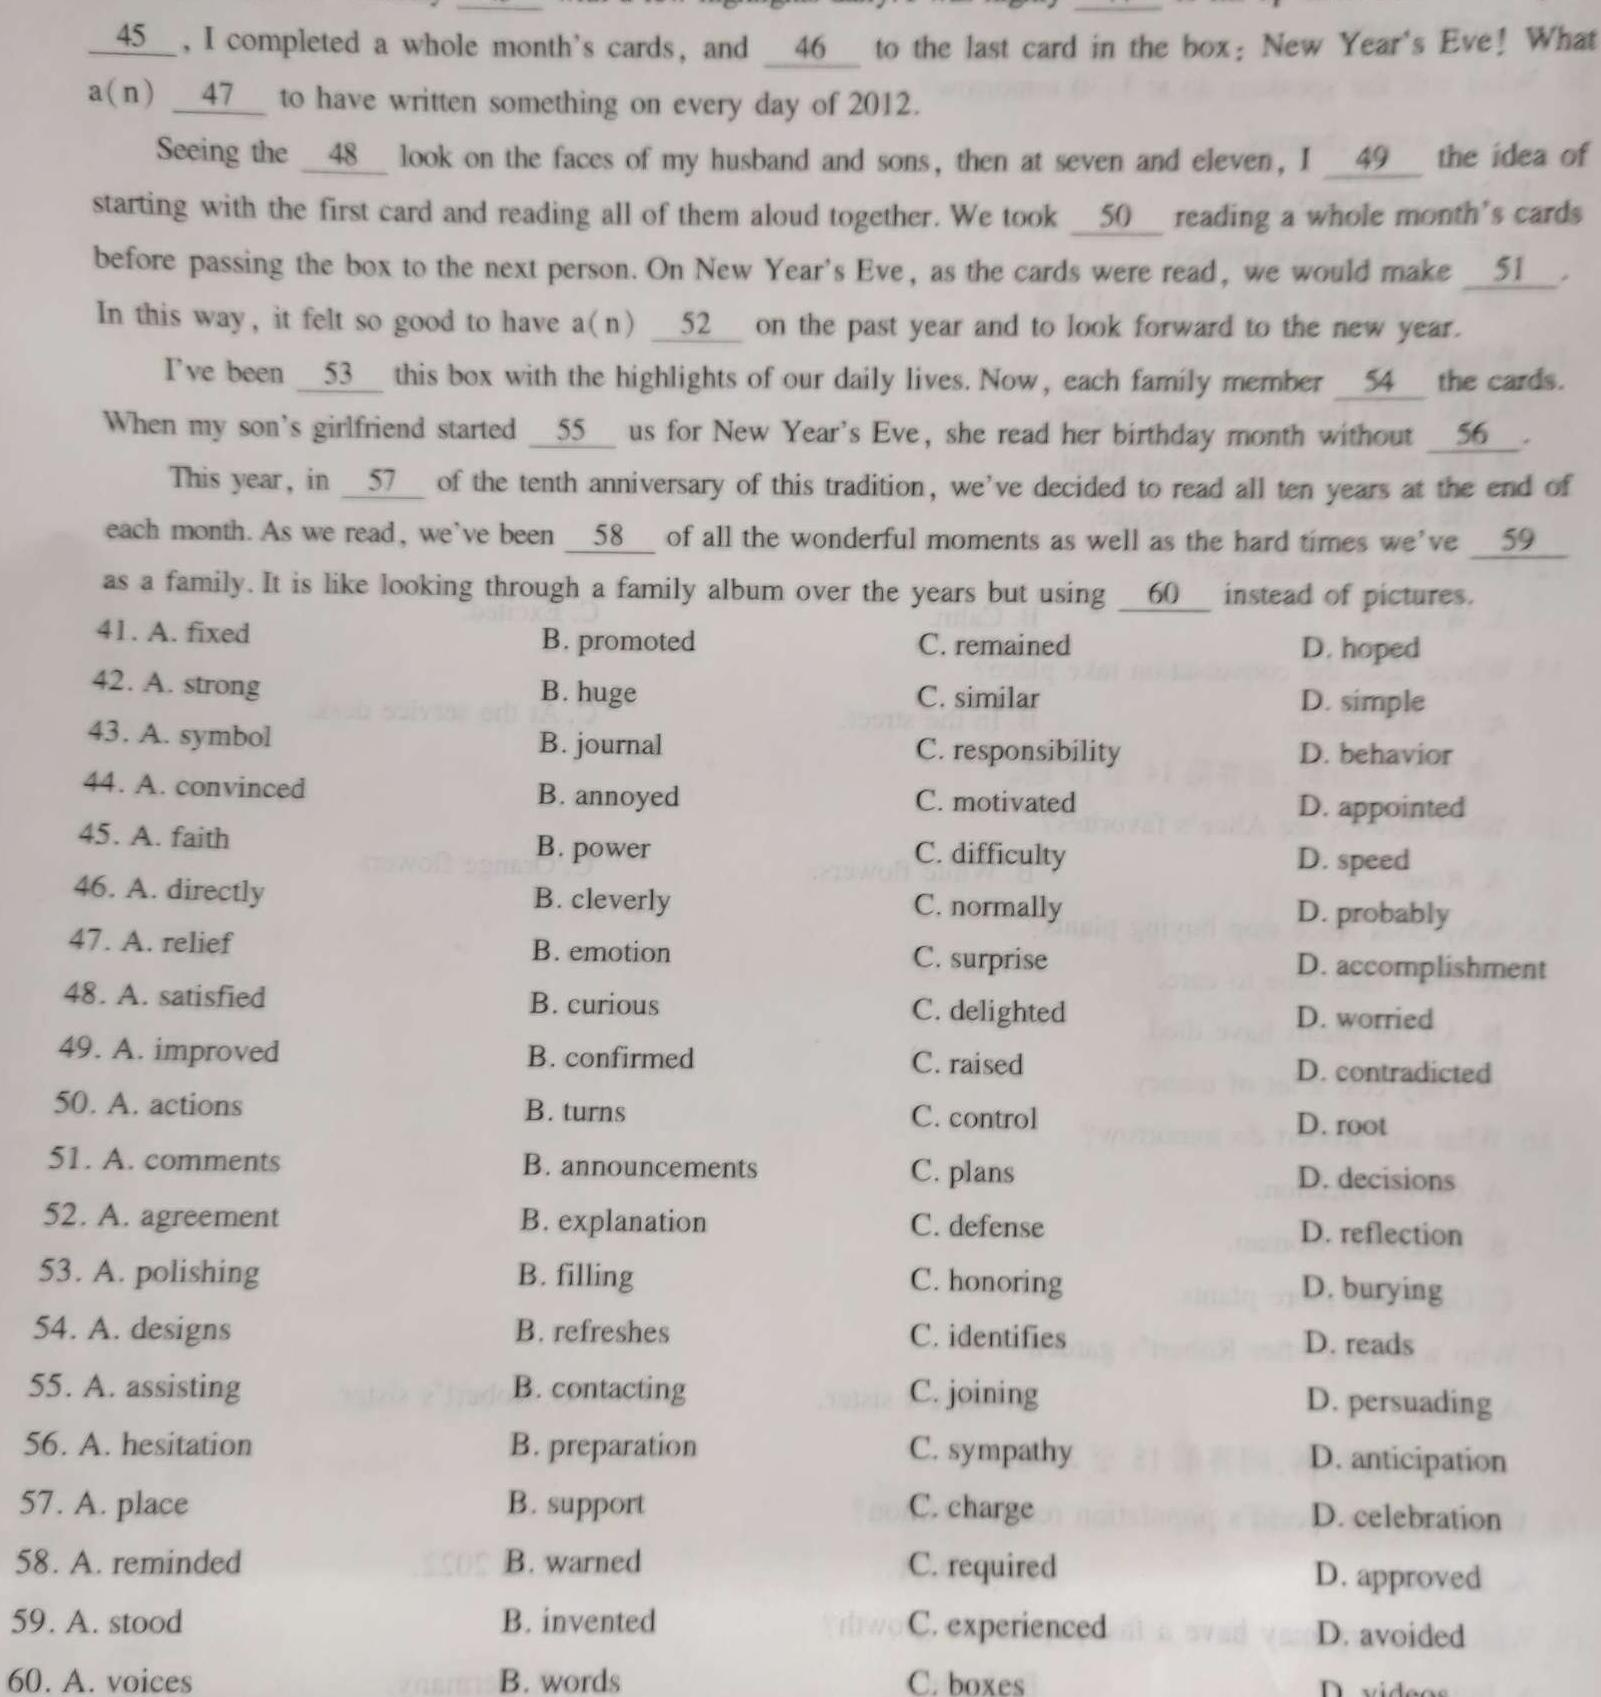 45 , I completed a whole month's cards, and 46 to the last card in the box: New Year's Eve! What
a(n) 47 to have written something on every day of 2012.
Seeing the 48 look on the faces of my husband and sons, then at seven and eleven, I 49 the idea of
starting with the first card and reading all of them aloud together. We took 50 reading a whole month's cards
before passing the box to the next person. On New Year's Eve, as the cards were read, we would make 51 .
In this way, it felt so good to have a(n) 52 on the past year and to look forward to the new year.
I've been 53 this box with the highlights of our daily lives. Now, each family member 54 the cards.
When my son's girlfriend started 55 us for New Year's Eve, she read her birthday month without 56 .
This year, in 57 of the tenth anniversary of this tradition, we've decided to read all ten years at the end of
each month. As we read, we've been 58 of all the wonderful moments as well as the hard times we've 59
as a family. It is like looking through a family album over the years but using 60 instead of pictures.
41. A. fixed B. promoted C. remained D. hoped
42. A. strong B. huge C. similar D. simple
43. A. symbol B. journal C. responsibility D. behavior
44. A. convinced B. annoyed C. motivated D. appointed
45. A. faith B. power C. difficulty D. speed
46. A. directly B. cleverly C. normally D. probably
47. A. relief B. emotion C. surprise D. accomplishment
48. A. satisfied B. curious C. delighted D. worried
49. A. improved B. confirmed C. raised D. contradicted
50. A. actions B. turns C. control D. root
51. A. comments B. announcements C. plans D. decisions
52. A. agreement B. explanation C. defense D. reflection
53. A. polishing B. filling C. honoring D. burying
54. A. designs B. refreshes C. identifies D. reads
55. A. assisting B. contacting C. joining D. persuading
56. A. hesitation B. preparation C. sympathy D. anticipation
57. A. place B. support C. charge D. celebration
58. A. reminded B. warned C. required D. approved
59. A. stood B. invented C. experienced D. avoided
60. A. voices B. words C. boxes D. videos